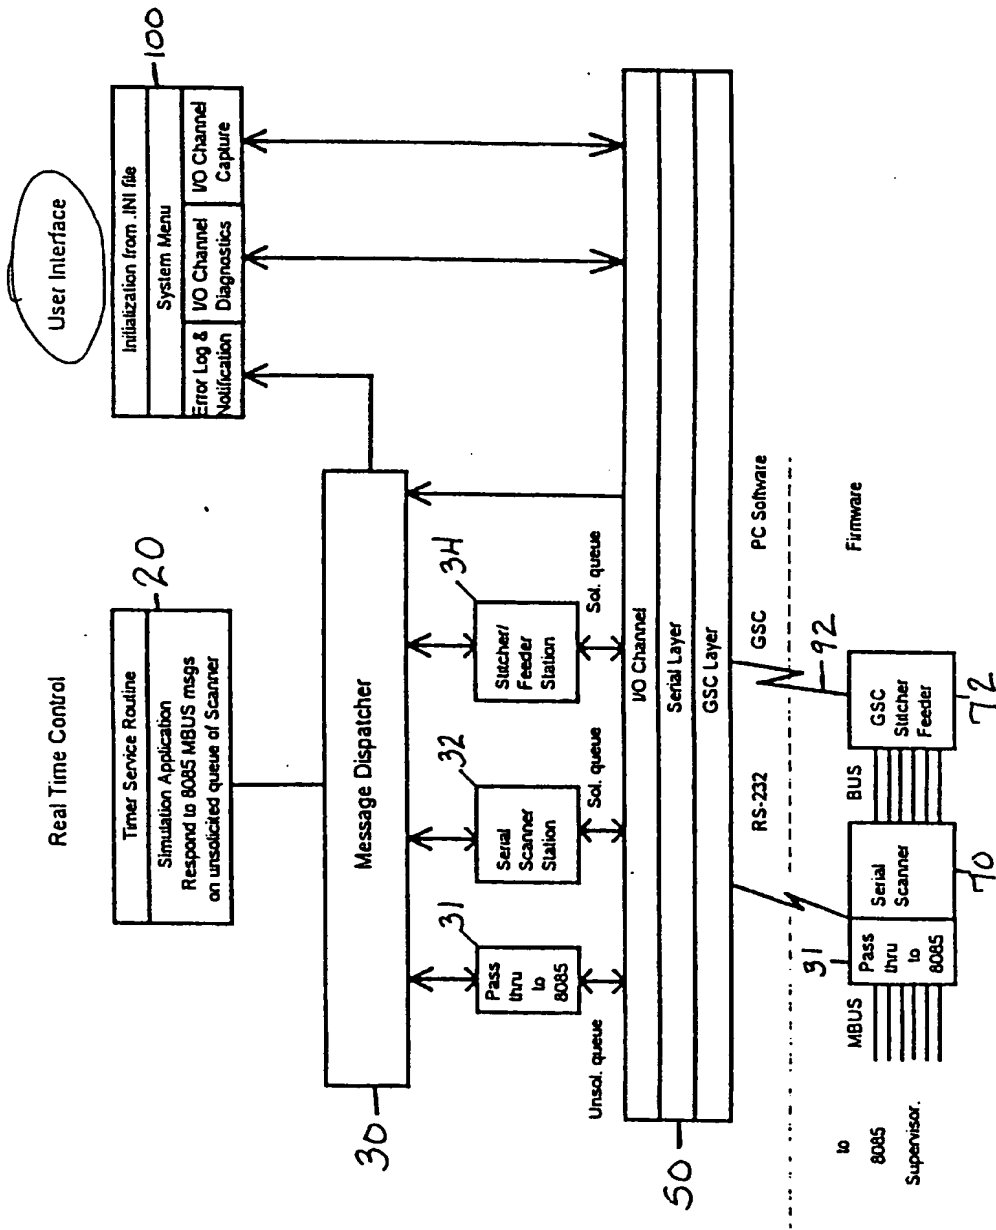 Real Time Control
User Interface
Timer Service Routine
Simulation Application
Respond to 8085 MBUS msgs
on unsolicited queue of Scanner
20
Initialization from .INI file
System Menu
Error Log &
Notification
I/O Channel
Diagnostics
I/O Channel
Capture
100
Message Dispatcher
30
Pass
thru
to
8085
31
Serial
Scanner
Station
32
Stitcher/
Feeder
Station
34
Unsol. queue
Sol. queue
Sol. queue
I/O Channel
Serial Layer
GSC Layer
50
RS-232
GSC
PC Software
Firmware
92
to
8085
Supervisor.
MBUS
31
Pass
thru
to
8085
Serial
Scanner
70
BUS
GSC
Stitcher
Feeder
72